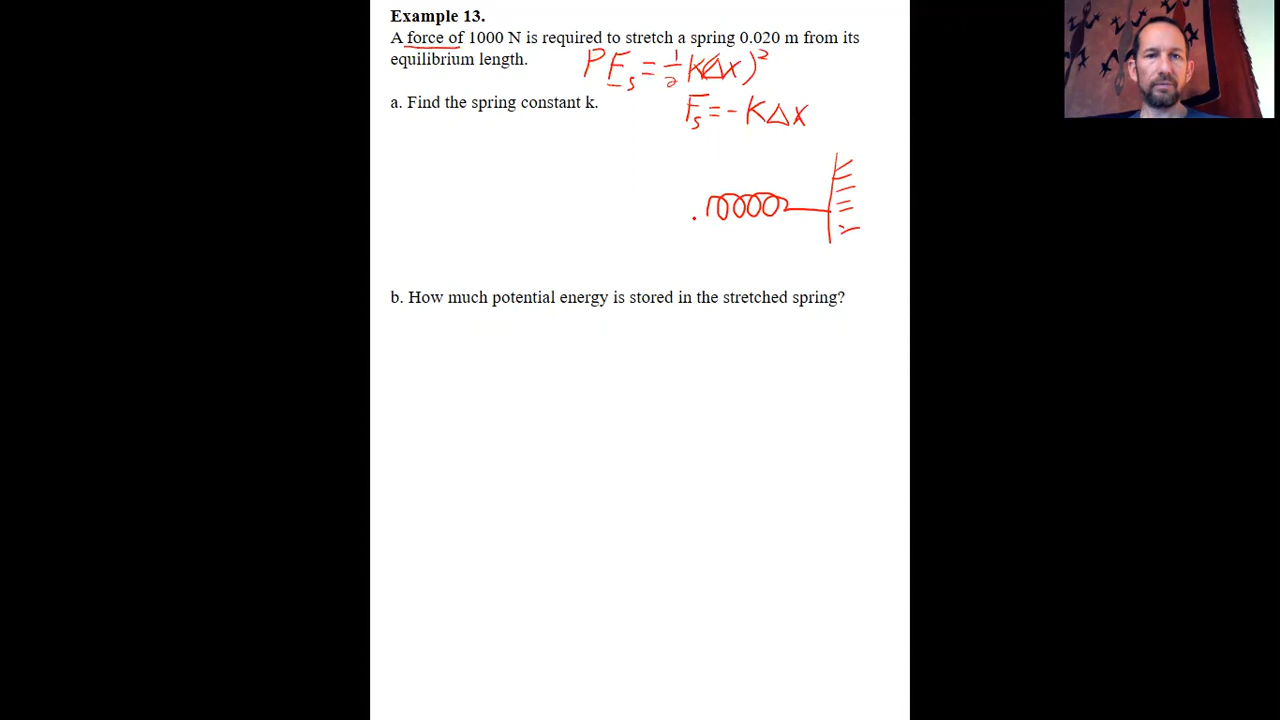 Example 13.
A force of 1000 N is required to stretch a spring 0.020 m from its
equilibrium length.
PEₛ = ½ K(Δx)²
a. Find the spring constant k.
Fₛ = - KΔx
b. How much potential energy is stored in the stretched spring?